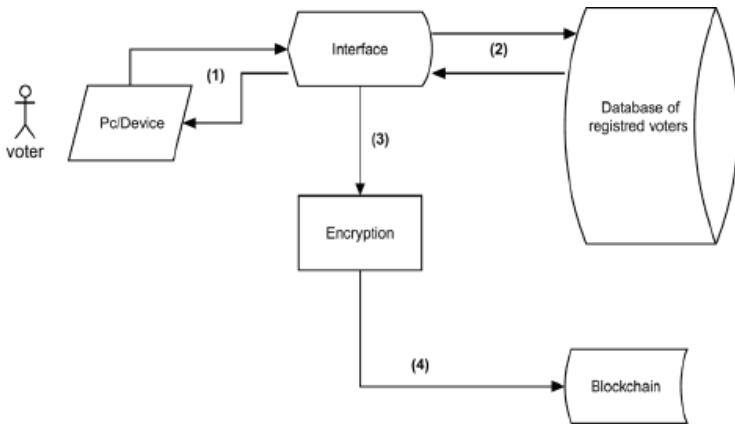 Interface
(1)
(2)
Pc/Device
voter
Database of
registred voters
(3)
Encryption
(4)
Blockchain